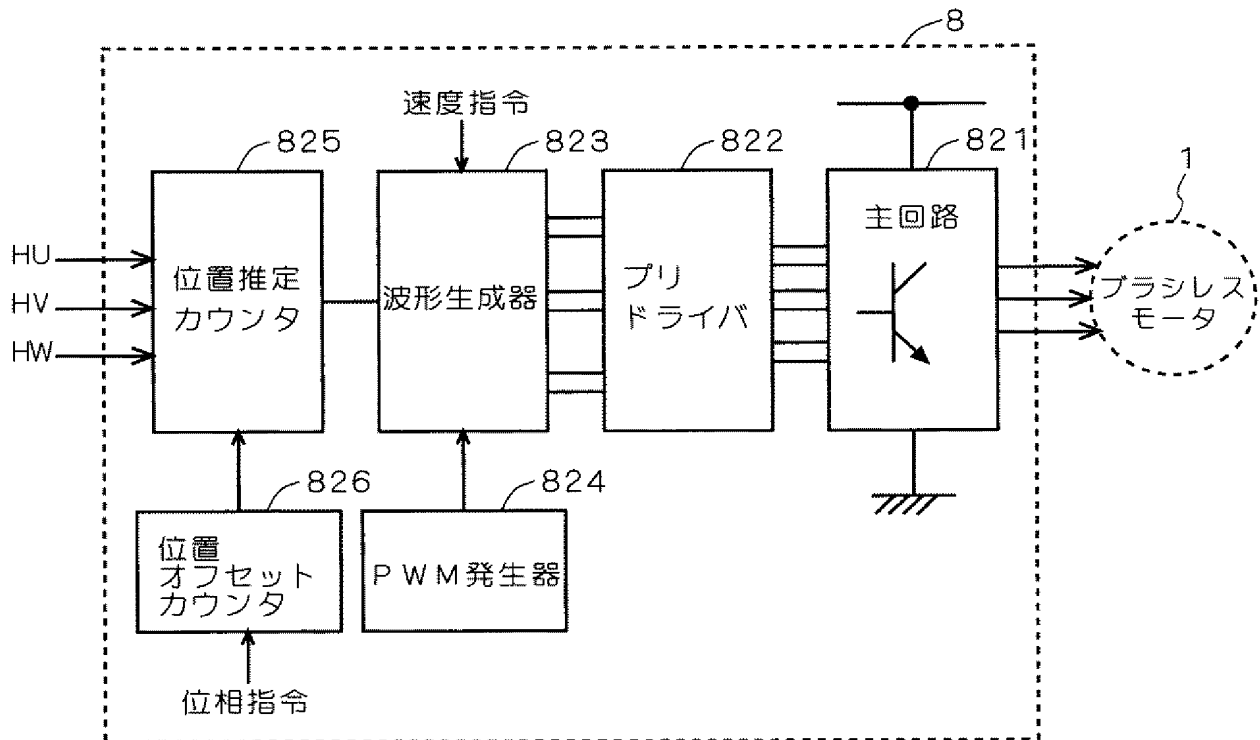 8
速度指令
825
823
822
821
1
HU
HV
HW
位置推定
カウンタ
波形生成器
プリ
ドライバ
主回路
ブラシレス
モータ
826
824
位置
オフセット
カウンタ
PWM発生器
位相指令